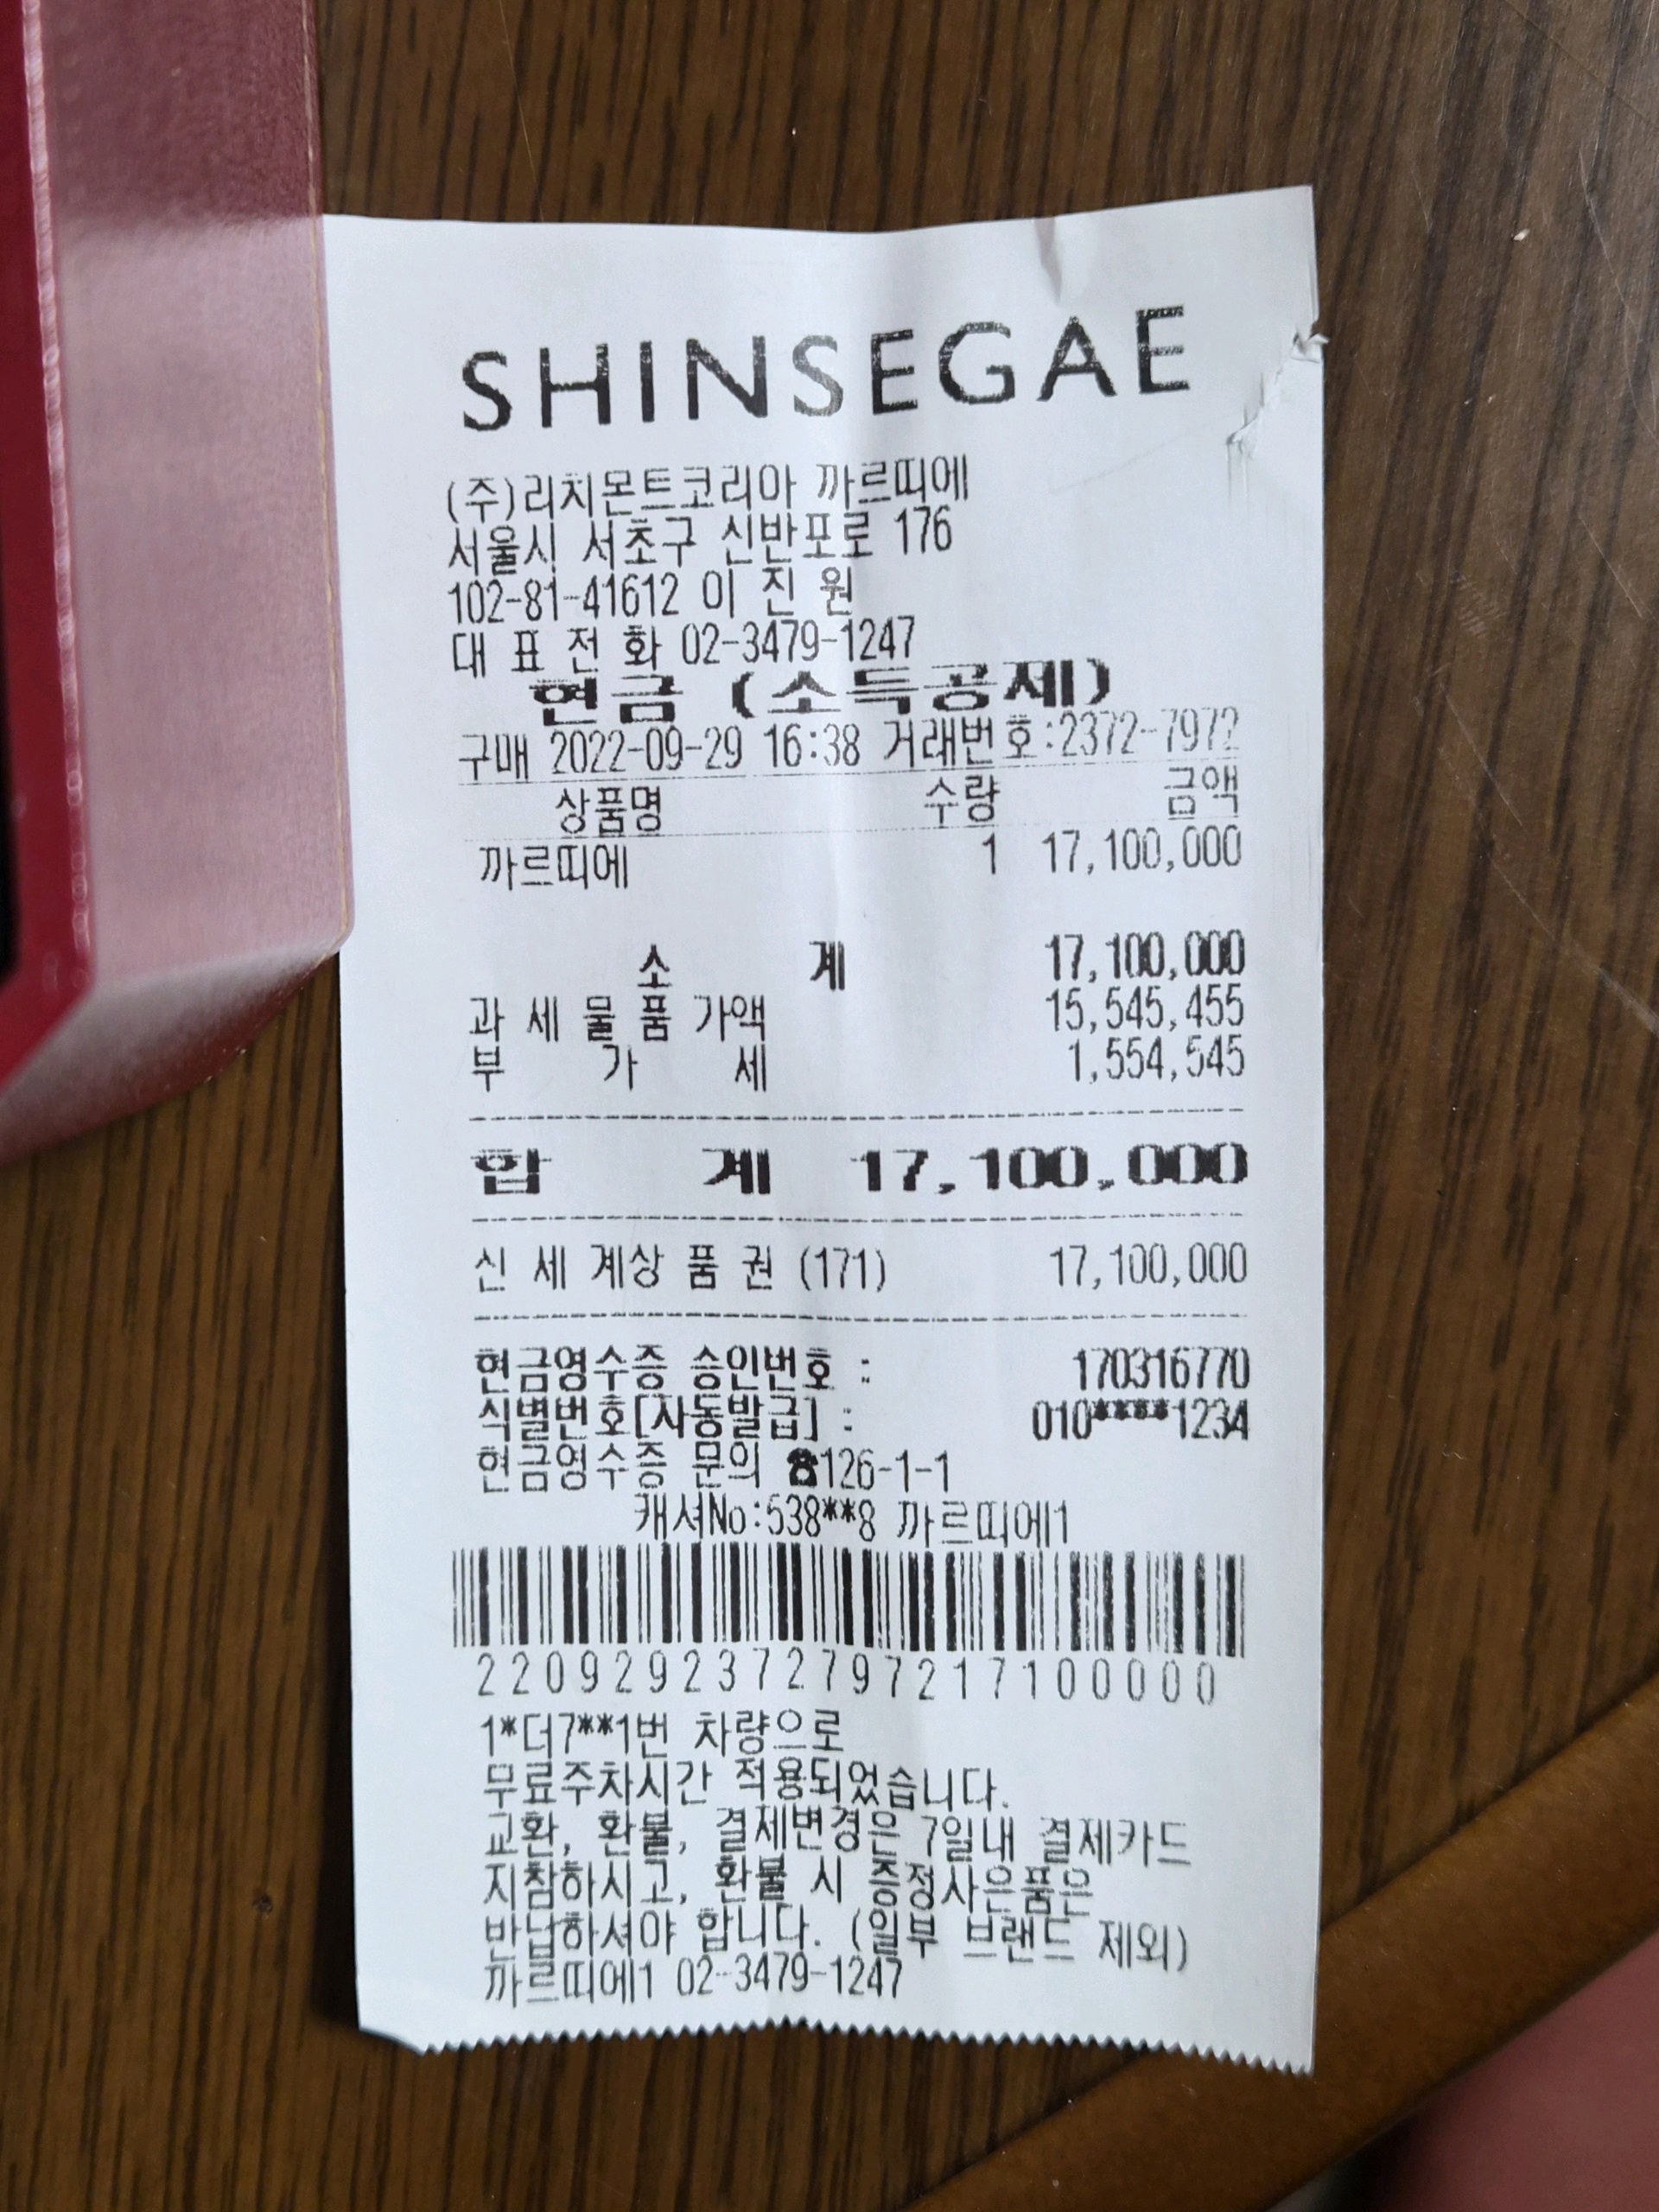 SHINSEGAE
(주)리치몬트코리아 까르띠에
서울시 서초구 신반포로 176
102-81-41612 이 진 원
대 표 전 화 02-3479-1247
현금 (소득공제)
구매 2022-09-29 16:38 거래번호:2372-7972
상품명 수량 금액
까르띠에 1 17,100,000
소 계 17,100,000
과 세 물 품 가액 15,545,455
부 가 세 1,554,545
합 계 17,100,000
신 세 계상 품 권 (171) 17,100,000
현금영수증 승인번호 : 170316770
식별번호[자동발급] : 010****1234
현금영수증 문의 ☎126-1-1
캐셔No:538**8 까르띠에1
2209292372797217100000
1*더7**1번 차량으로
무료주차시간 적용되었습니다.
교환, 환불, 결제변경은 7일내 결제카드
지참하시고, 환불 시 증정사은품은
반납하셔야 합니다. (일부 브랜드 제외)
까르띠에1 02-3479-1247